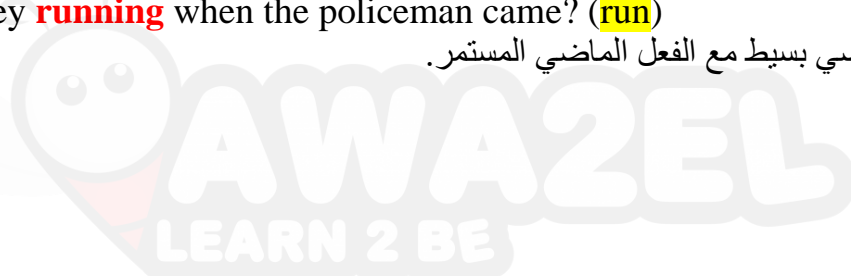 running when the policeman came? (run)
بسيط مع الفعل الماضي المستمر.
AWA2EL
LEARN 2 BE